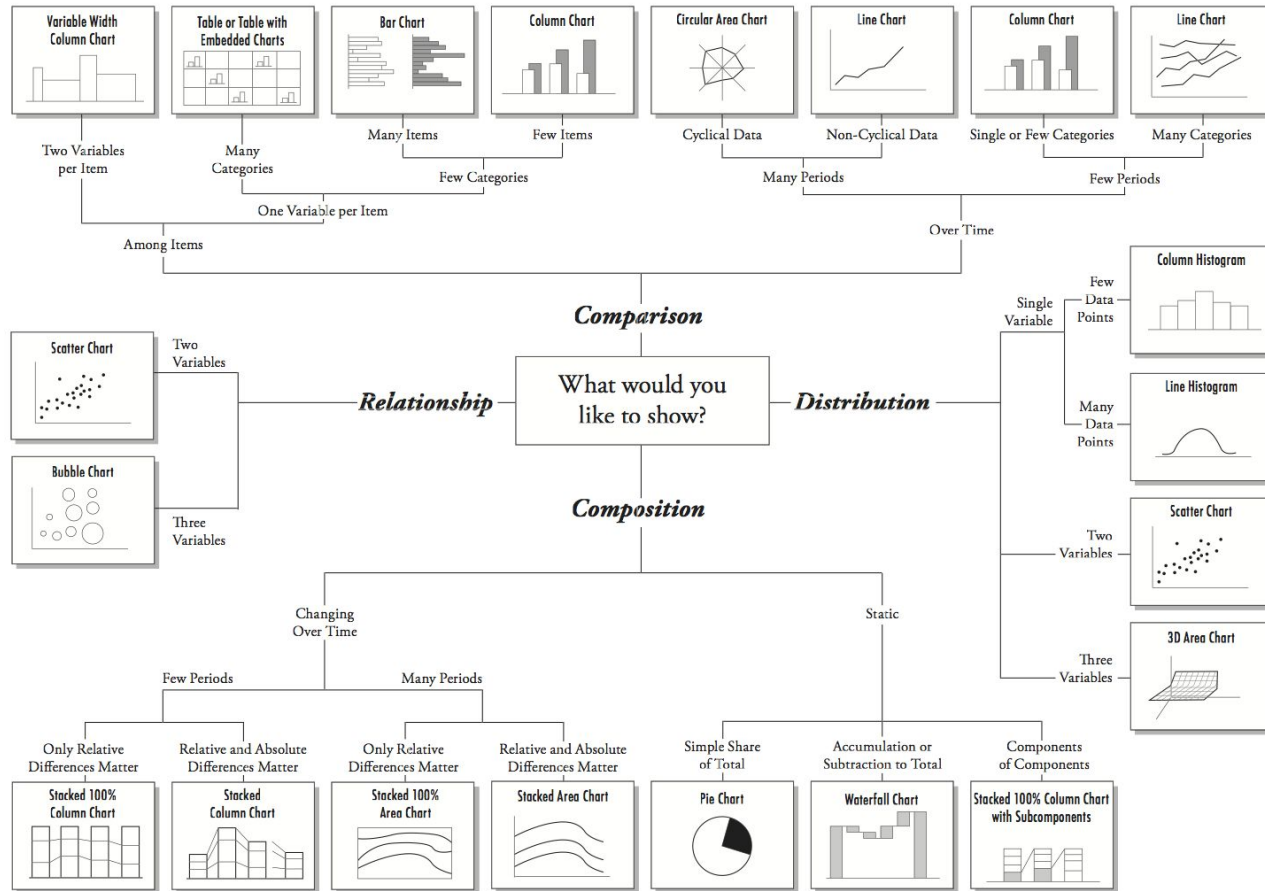 Variable Width
Column Chart
Table or Table with
Embedded Charts
Bar Chart
Column Chart
Circular Area Chart
Line Chart
Column Chart
Line Chart
Two Variables
per Item
Many
Categories
Many Items
Few Items
Cyclical Data
Non-Cyclical Data
Single or Few Categories
Many Categories
Few Categories
Many Periods
Few Periods
One Variable per Item
Among Items
Over Time
Comparison
What would you
like to show?
Relationship
Two
Variables
Scatter Chart
Three
Variables
Bubble Chart
Distribution
Single
Variable
Few
Data
Points
Column Histogram
Many
Data
Points
Line Histogram
Two
Variables
Scatter Chart
Three
Variables
3D Area Chart
Composition
Changing
Over Time
Static
Few Periods
Many Periods
Only Relative
Differences Matter
Relative and Absolute
Differences Matter
Only Relative
Differences Matter
Relative and Absolute
Differences Matter
Simple Share
of Total
Accumulation or
Subtraction to Total
Components
of Components
Stacked 100%
Column Chart
Stacked
Column Chart
Stacked 100%
Area Chart
Stacked Area Chart
Pie Chart
Waterfall Chart
Stacked 100% Column Chart
with Subcomponents